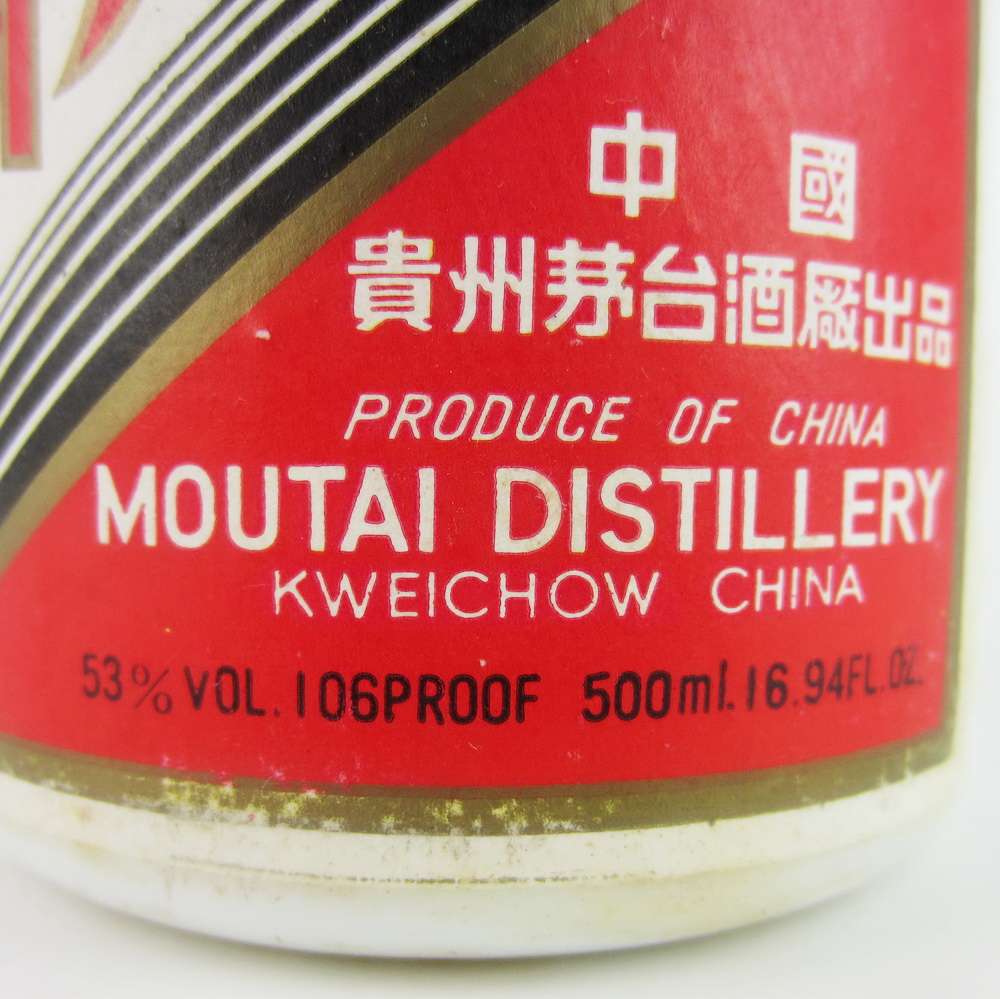 中國
貴州茅台酒廠出品
PRODUCE OF CHINA
MOUTAI DISTILLERY
KWEICHOW CHINA
53% VOL. 106PROOF 500ml. 16.94FL.OZ.